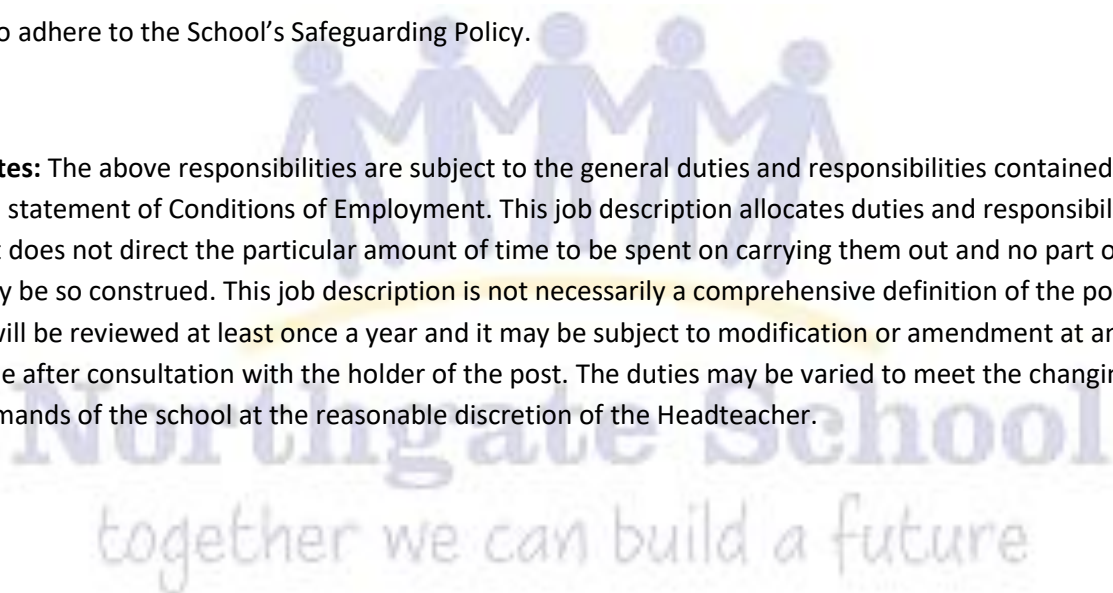 o adhere to the School’s Safeguarding Policy.
tes: The above responsibilities are subject to the general duties and responsibilities contained
statement of Conditions of Employment. This job description allocates duties and responsibil
t does not direct the particular amount of time to be spent on carrying them out and no part o
y be so construed. This job description is not necessarily a comprehensive definition of the po
will be reviewed at least once a year and it may be subject to modification or amendment at an
e after consultation with the holder of the post. The duties may be varied to meet the changin
mands of the school at the reasonable discretion of the Headteacher.
Northgate School
together we can build a future